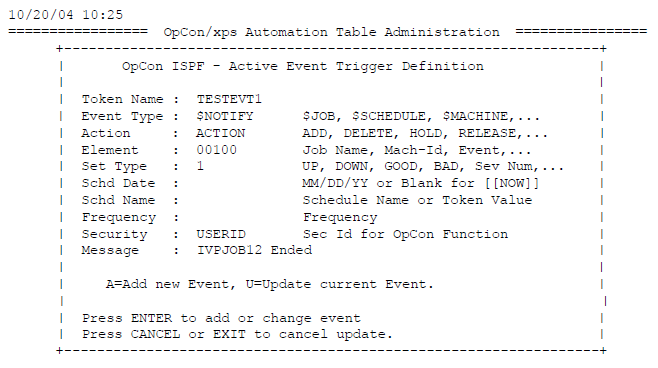 10/20/04 10:25
================= OpCon/xps Automation Table Administration ================
+-----------------------------------------------------------------+
| OpCon ISPF - Active Event Trigger Definition |
| |
| Token Name : TESTEVT1 |
| Event Type : $NOTIFY $JOB, $SCHEDULE, $MACHINE,... |
| Action : ACTION ADD, DELETE, HOLD, RELEASE,... |
| Element : 00100 Job Name, Mach-Id, Event,... |
| Set Type : 1 UP, DOWN, GOOD, BAD, Sev Num,... |
| Schd Date : MM/DD/YY or Blank for [[NOW]] |
| Schd Name : Schedule Name or Token Value |
| Frequency : Frequency |
| Security : USERID Sec Id for OpCon Function |
| Message : IVPJOB12 Ended |
| |
| A=Add new Event, U=Update current Event. |
| |
| Press ENTER to add or change event |
| Press CANCEL or EXIT to cancel update. |
+-----------------------------------------------------------------+